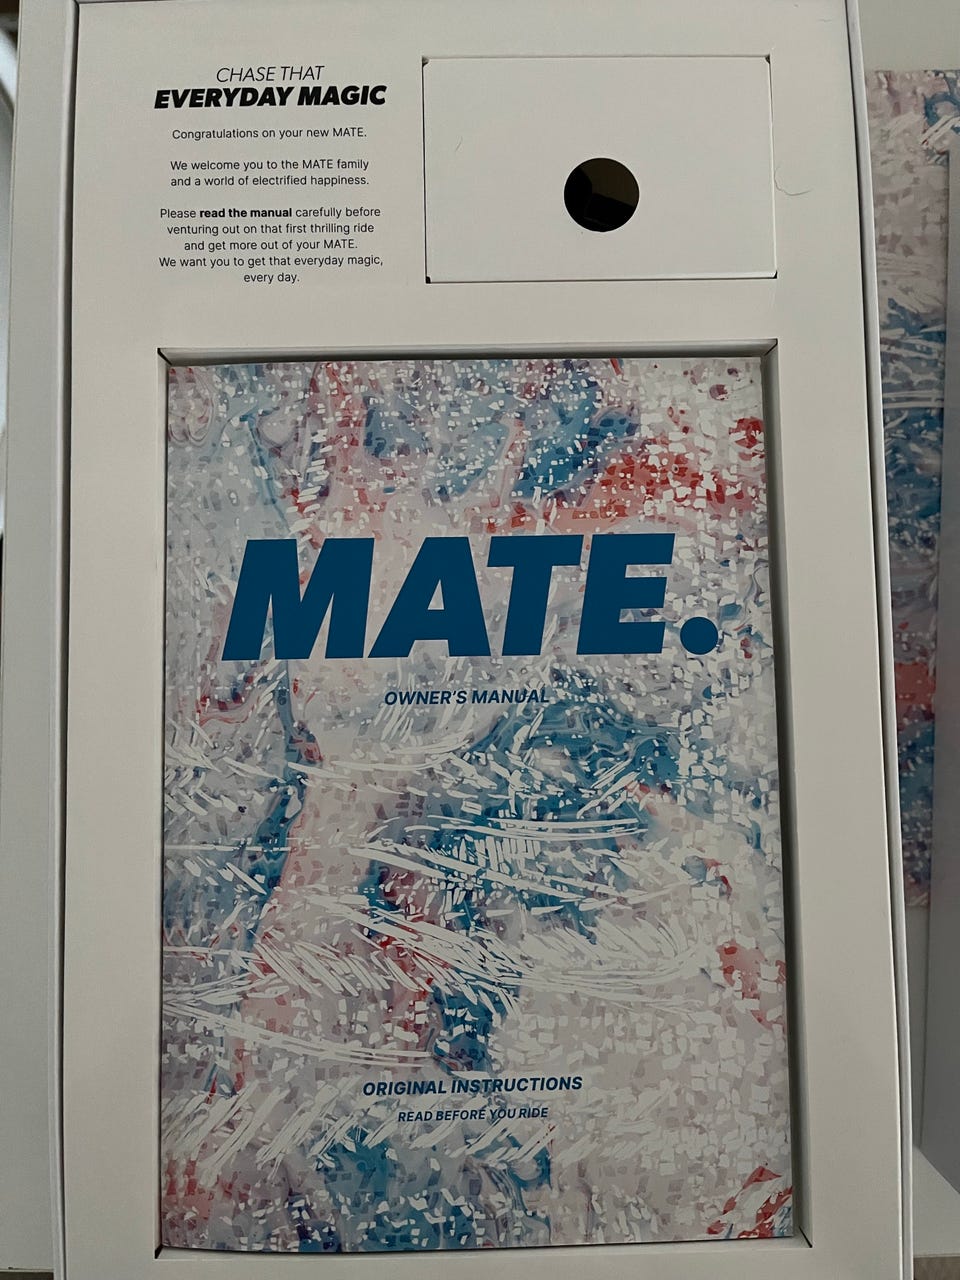 CHASE THAT
EVERYDAY MAGIC
Congratulations on your new MATE.
We welcome you to the MATE family
and a world of electrified happiness.
Please read the manual carefully before
venturing out on that first thrilling ride
and get more out of your MATE.
We want you to get that everyday magic,
every day.
MATE.
OWNER'S MANUAL
ORIGINAL INSTRUCTIONS
READ BEFORE YOU RIDE